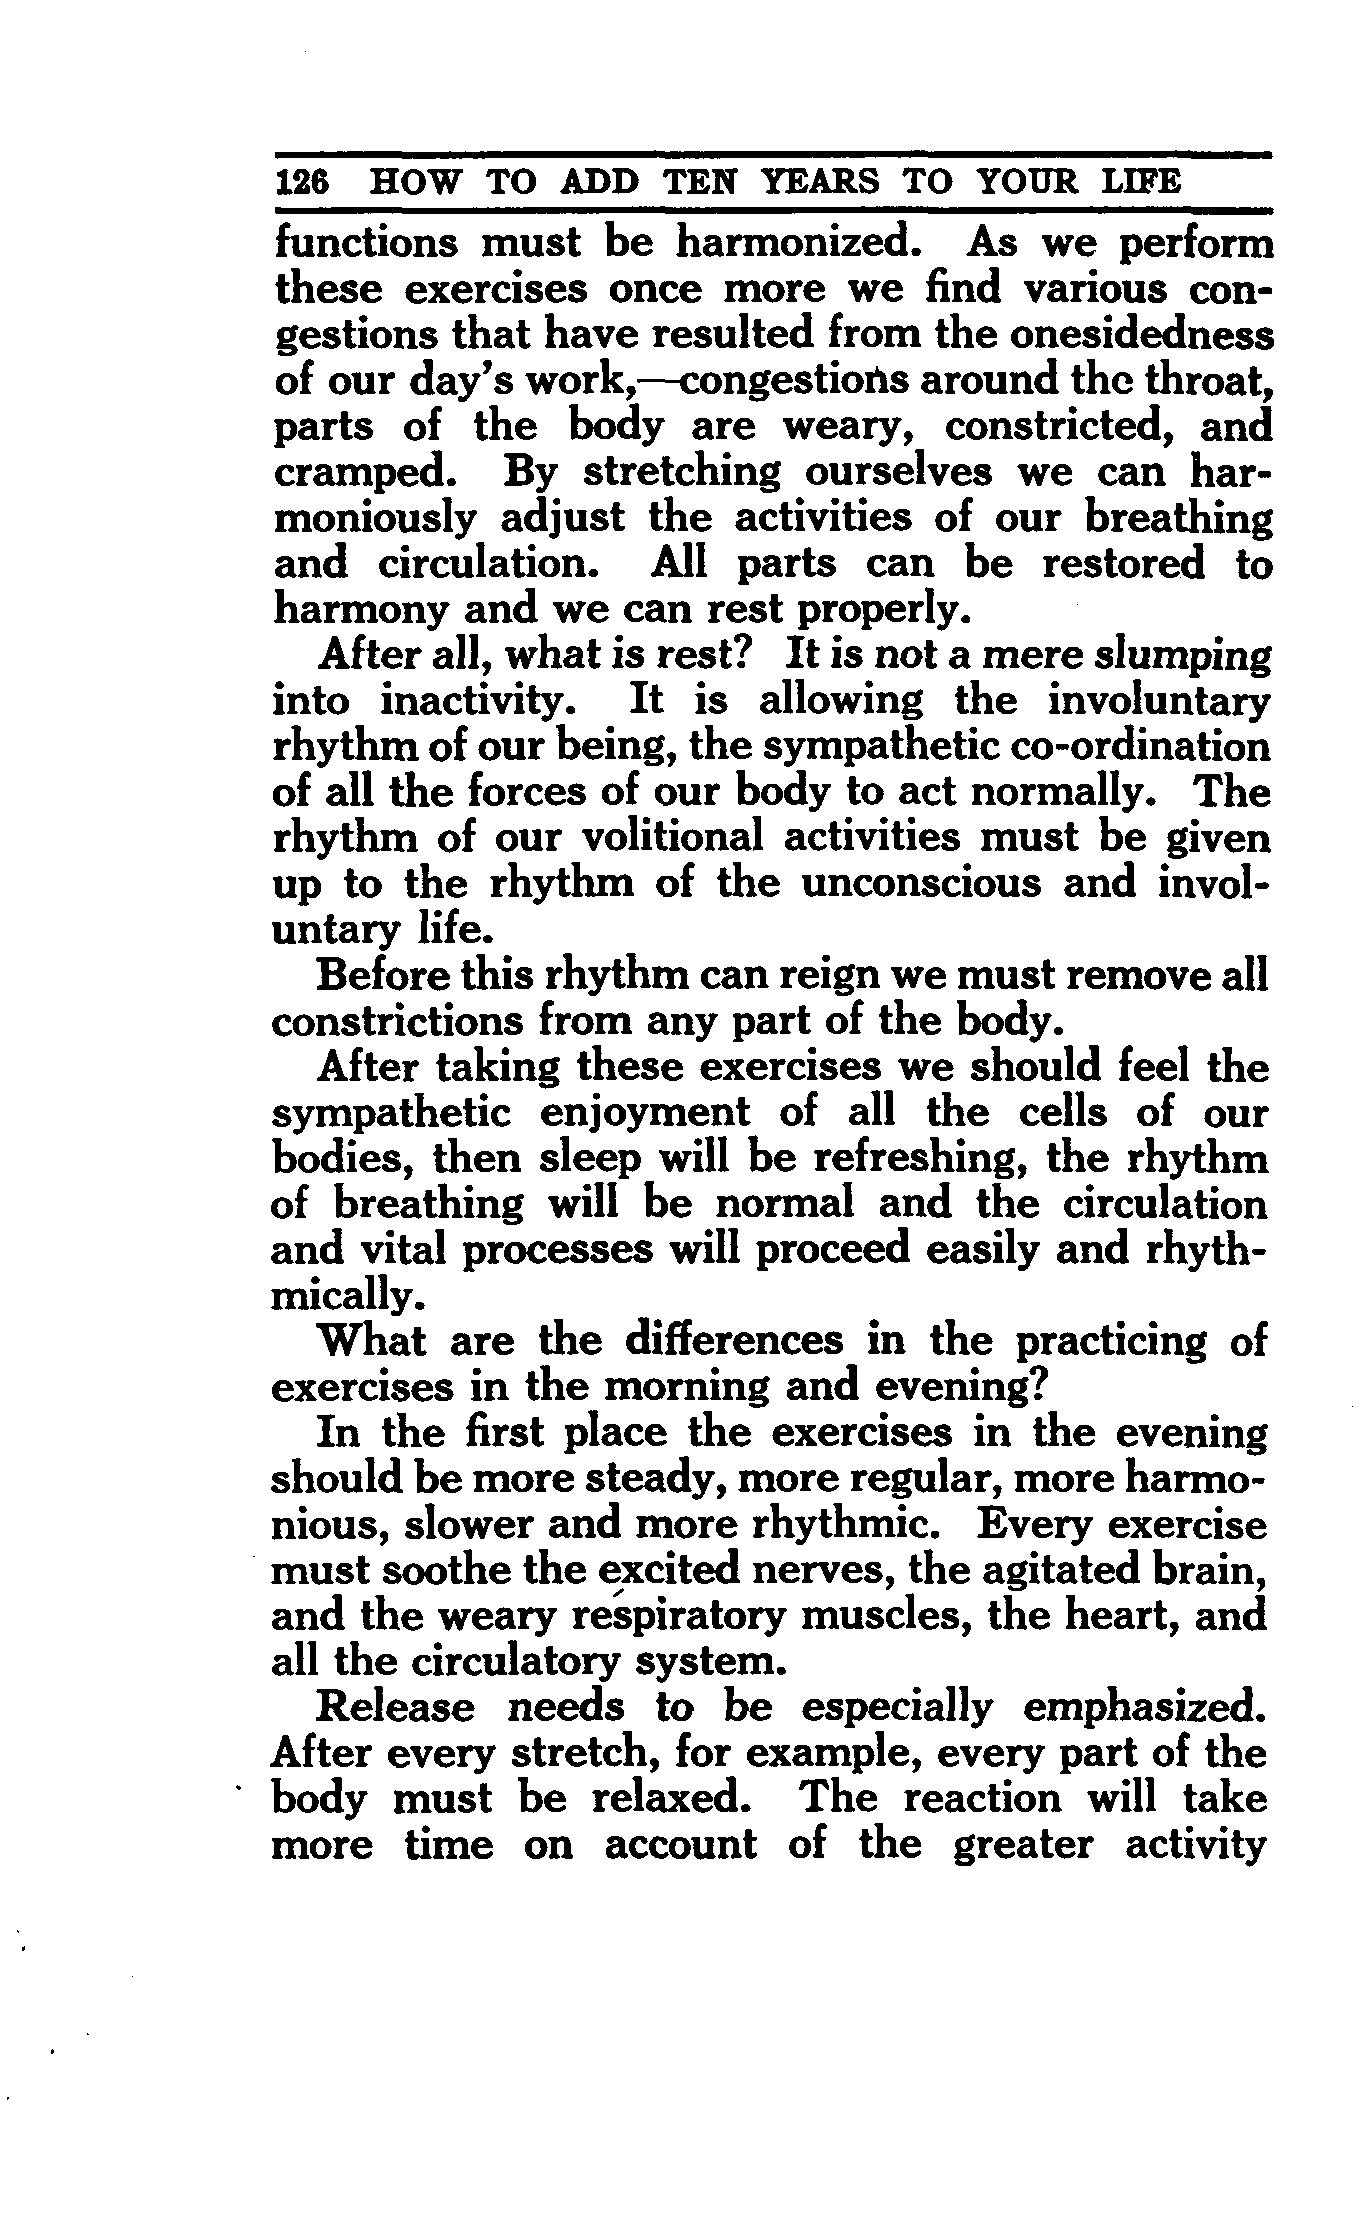 126 HOW TO ADD TEN YEARS TO YOUR LIFE
functions must be harmonized. As we perform
these exercises once more we find various con-
gestions that have resulted from the onesidedness
of our day's work,—congestions around the throat,
parts of the body are weary, constricted, and
cramped. By stretching ourselves we can har-
moniously adjust the activities of our breathing
and circulation. All parts can be restored to
harmony and we can rest properly.
After all, what is rest? It is not a mere slumping
into inactivity. It is allowing the involuntary
rhythm of our being, the sympathetic co-ordination
of all the forces of our body to act normally. The
rhythm of our volitional activities must be given
up to the rhythm of the unconscious and invol-
untary life.
Before this rhythm can reign we must remove all
constrictions from any part of the body.
After taking these exercises we should feel the
sympathetic enjoyment of all the cells of our
bodies, then sleep will be refreshing, the rhythm
of breathing will be normal and the circulation
and vital processes will proceed easily and rhyth-
mically.
What are the differences in the practicing of
exercises in the morning and evening?
In the first place the exercises in the evening
should be more steady, more regular, more harmo-
nious, slower and more rhythmic. Every exercise
must soothe the excited nerves, the agitated brain,
and the weary respiratory muscles, the heart, and
all the circulatory system.
Release needs to be especially emphasized.
After every stretch, for example, every part of the
body must be relaxed. The reaction will take
more time on account of the greater activity